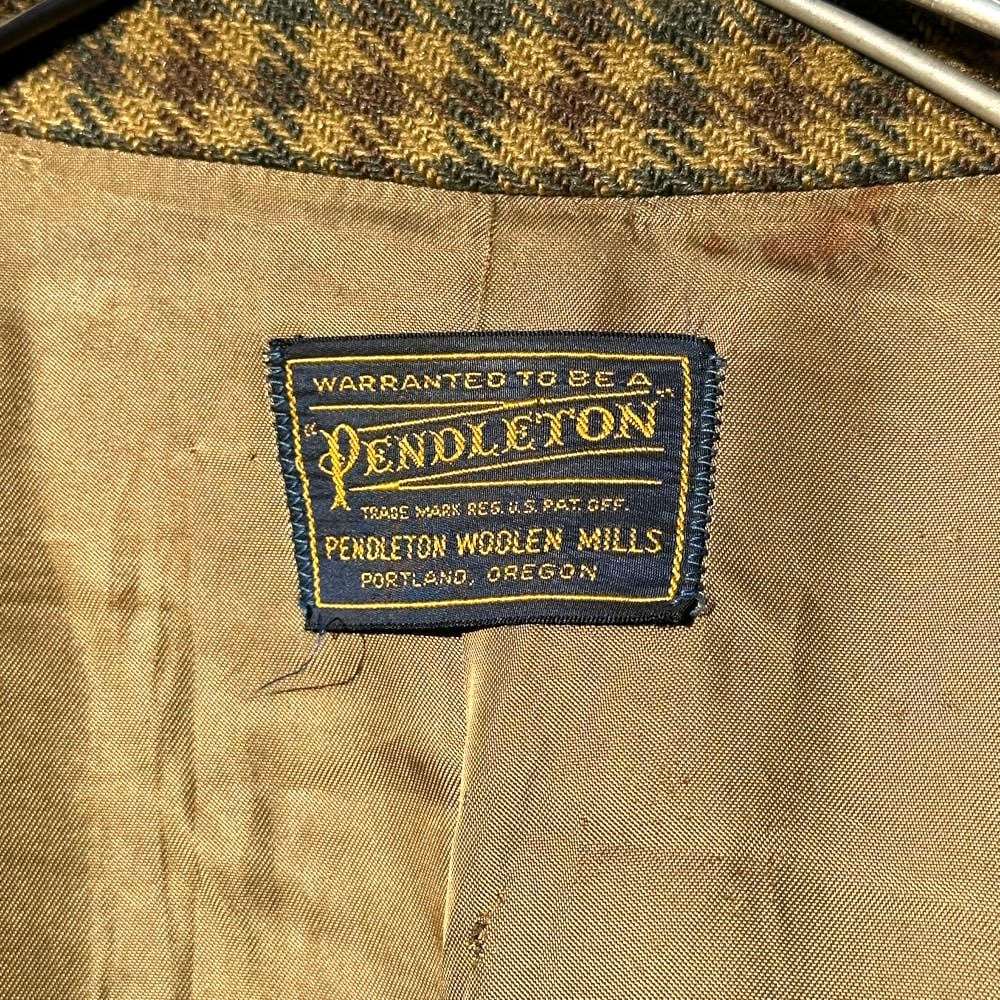 WARRANTED TO BE A
"PENDLETON"
TRADE MARK REG. U.S. PAT. OFF.
PENDLETON WOOLEN MILLS
PORTLAND, OREGON